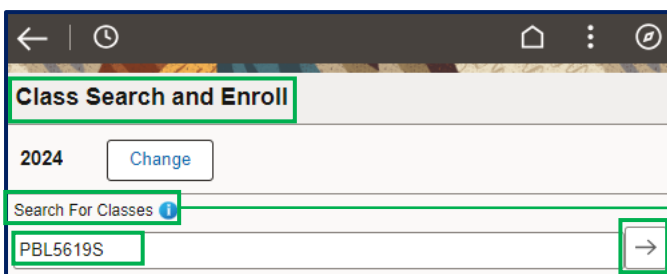 Class Search and Enroll
2024 Change
Search For Classes
PBL5619S